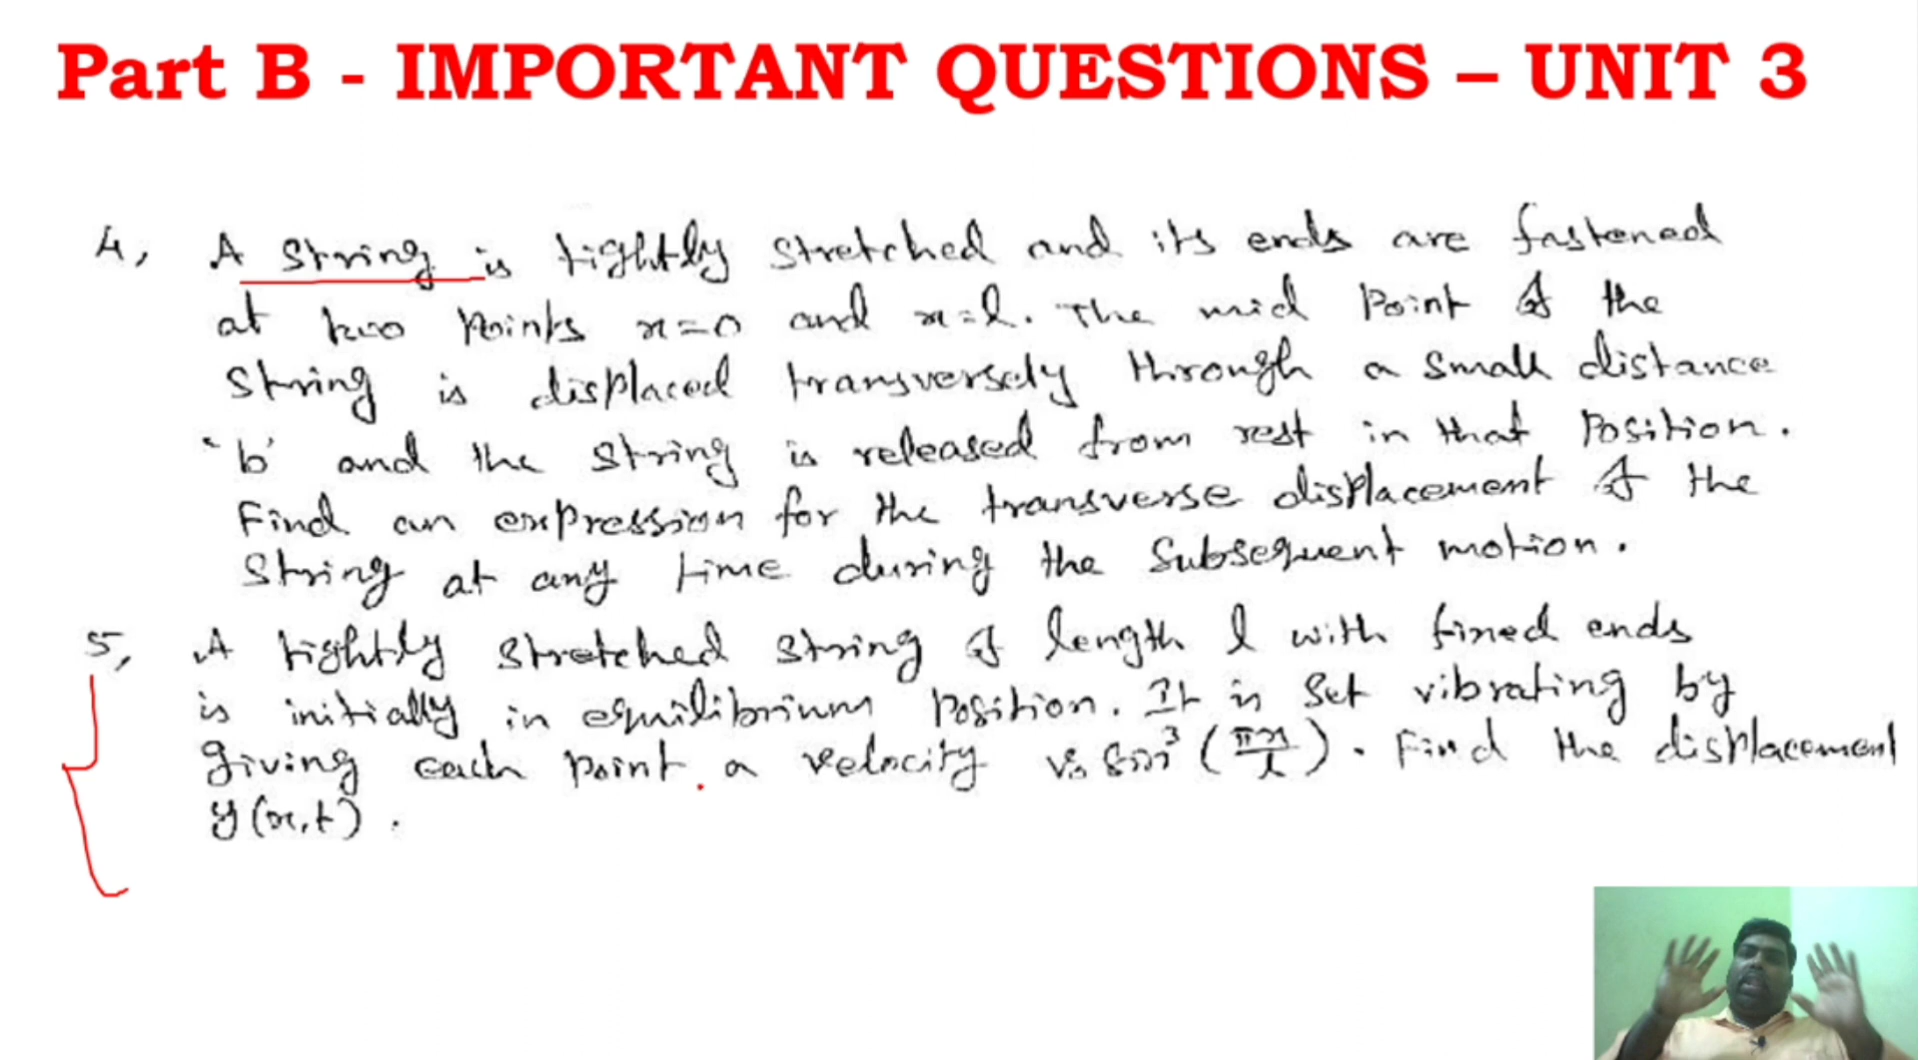 Part B - IMPORTANT QUESTIONS – UNIT 3
4, A string is tightly stretched and its ends are fastened
at two points x=0 and x=l. The mid point of the
string is displaced transversely through a small distance
'b' and the string is released from rest in that position.
Find an expression for the transverse displacement of the
string at any time during the subsequent motion.
5, A tightly stretched string of length l with fixed ends
is initially in equilibrium position. It is set vibrating by
giving each point a velocity v₀ sin³ (πx/l). Find the displacement
y(x,t).